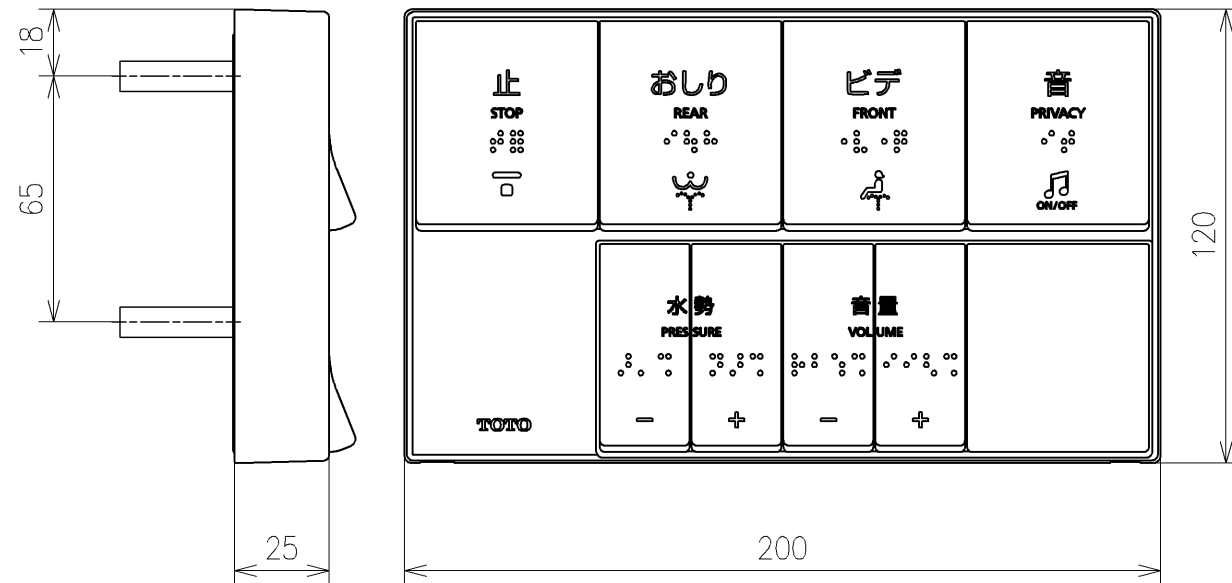 18
65
止
STOP
おしり
REAR
ビデ
FRONT
音
PRIVACY
ON/OFF
水勢
PRESSURE
－
＋
音量
VOLUME
－
＋
TOTO
120
25
200